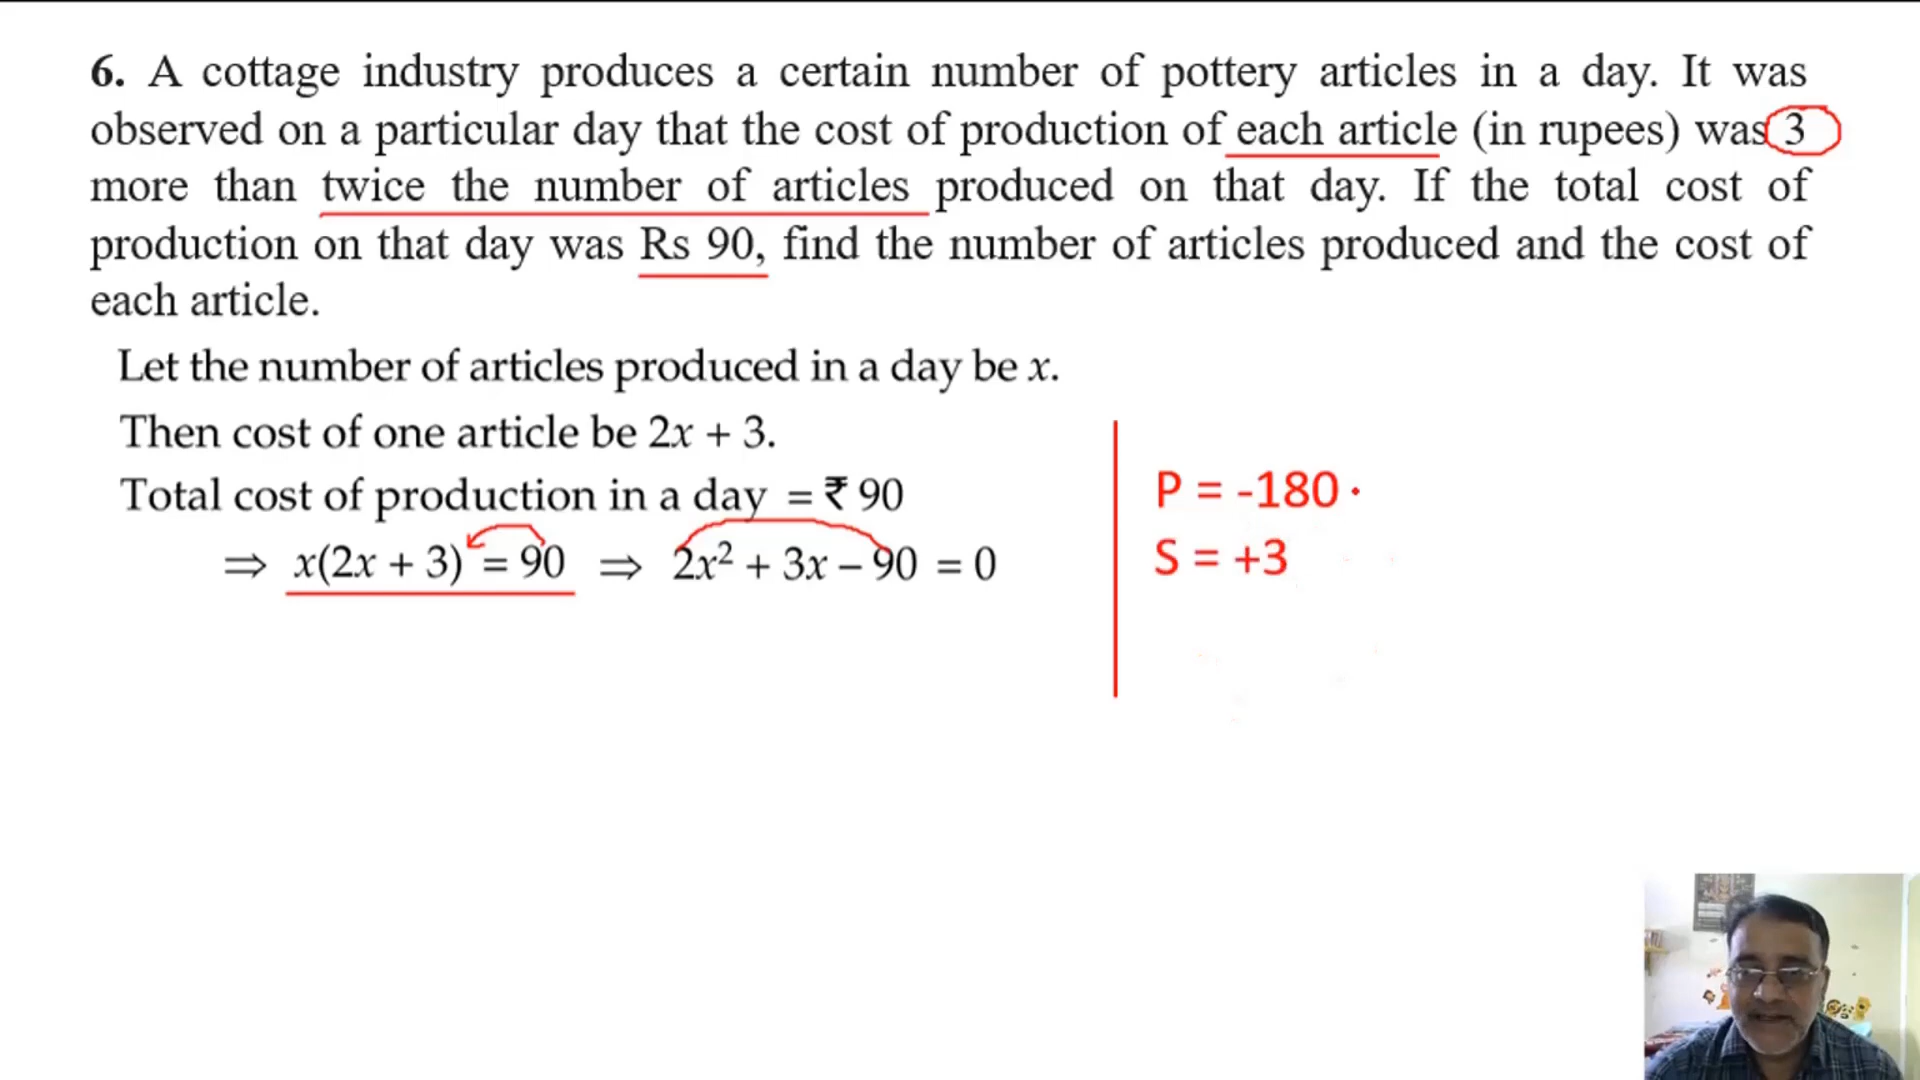 6. A cottage industry produces a certain number of pottery articles in a day. It was
observed on a particular day that the cost of production of each article (in rupees) was 3
more than twice the number of articles produced on that day. If the total cost of
production on that day was Rs 90, find the number of articles produced and the cost of
each article.
Let the number of articles produced in a day be x.
Then cost of one article be 2x + 3.
Total cost of production in a day = ₹ 90
⇒ x(2x + 3) = 90 ⇒ 2x² + 3x – 90 = 0
P = -180
S = +3